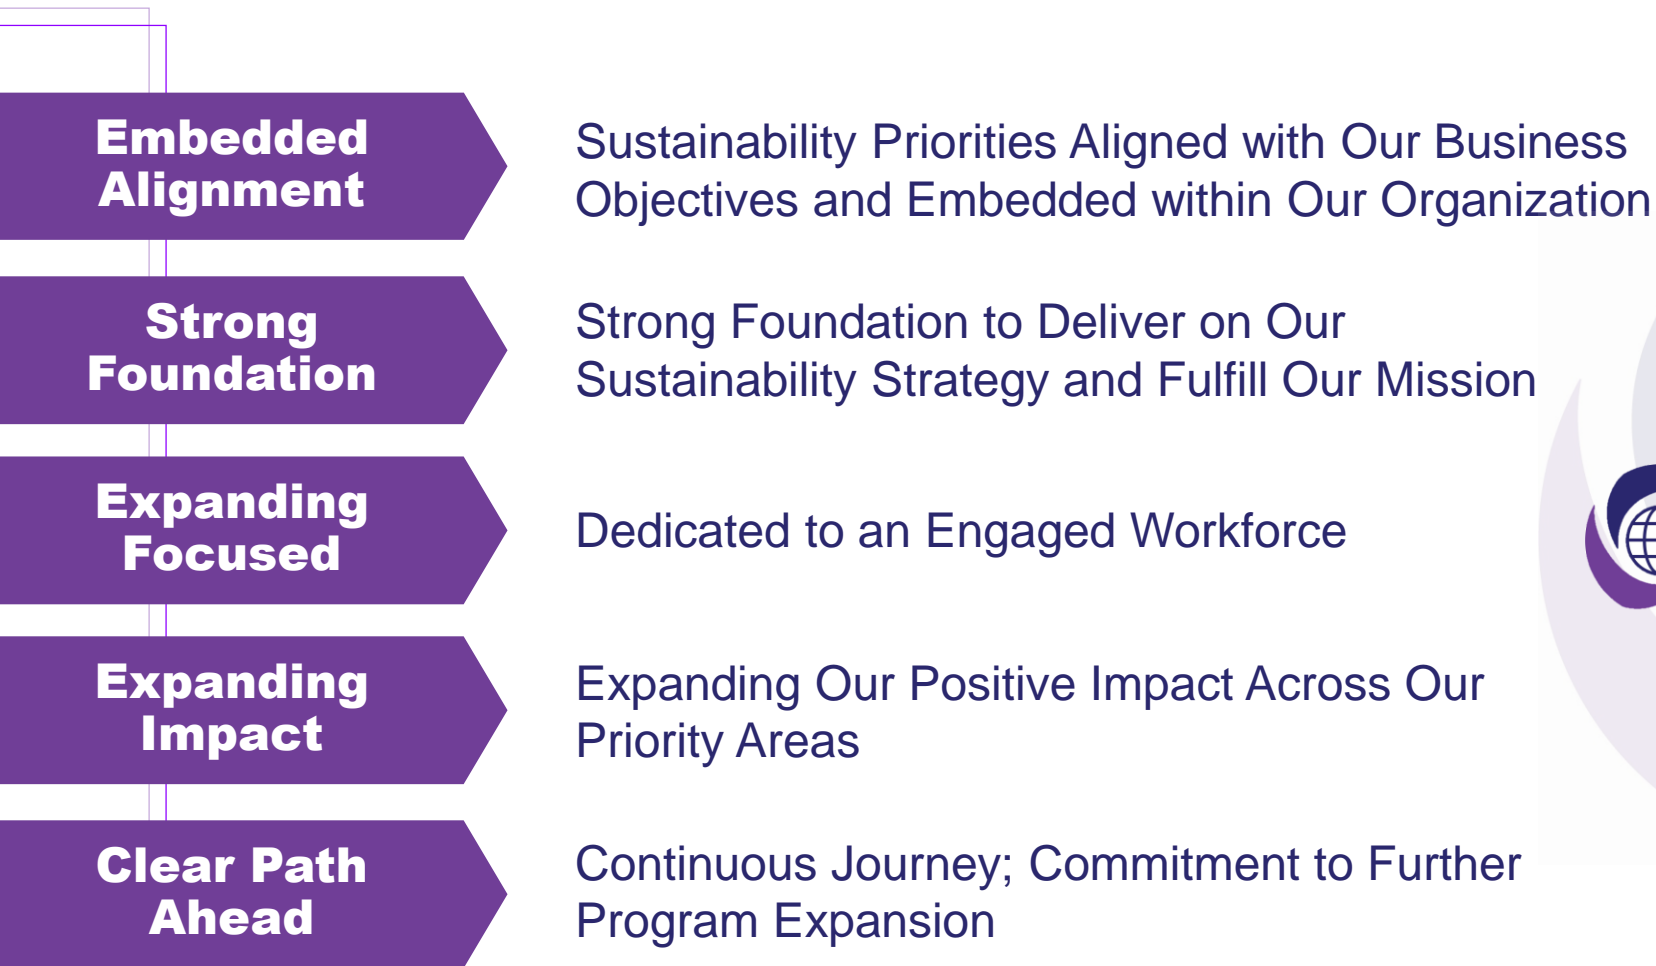 Embedded
Alignment
Sustainability Priorities Aligned with Our Business
Objectives and Embedded within Our Organization
Strong
Foundation
Strong Foundation to Deliver on Our
Sustainability Strategy and Fulfill Our Mission
Expanding
Focused
Dedicated to an Engaged Workforce
Expanding
Impact
Expanding Our Positive Impact Across Our
Priority Areas
Clear Path
Ahead
Continuous Journey; Commitment to Further
Program Expansion